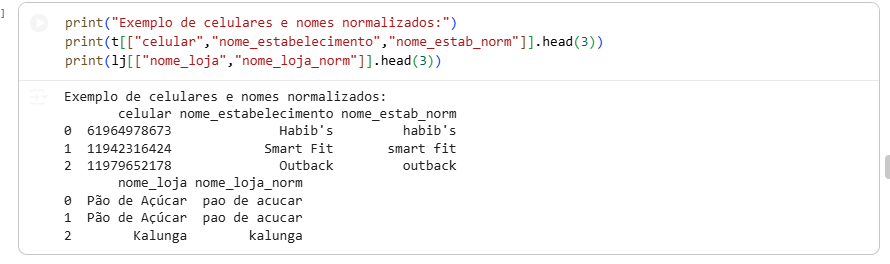 ]
print("Exemplo de celulares e nomes normalizados:")
print(t[["celular","nome_estabelecimento","nome_estab_norm"]].head(3))
print(lj[["nome_loja","nome_loja_norm"]].head(3))
Exemplo de celulares e nomes normalizados:
celular nome_estabelecimento nome_estab_norm
0 61964978673 Habib's habib's
1 11942316424 Smart Fit smart fit
2 11979652178 Outback outback
nome_loja nome_loja_norm
0 Pão de Açúcar pao de acucar
1 Pão de Açúcar pao de acucar
2 Kalunga kalunga